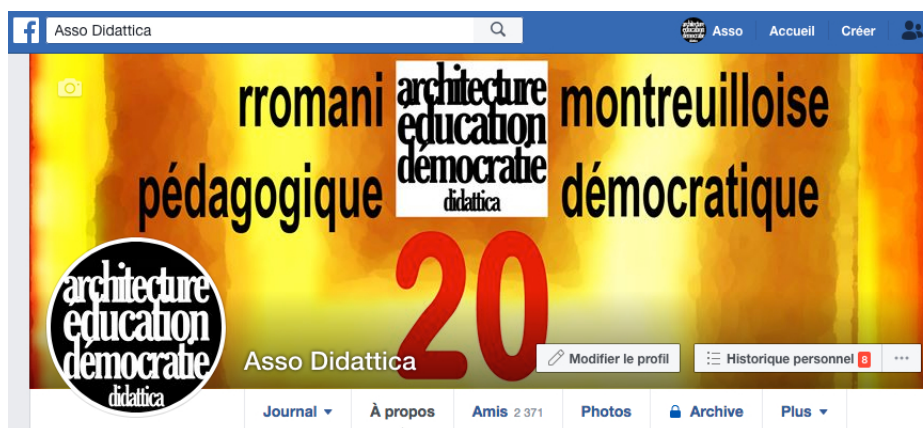 Asso Didattica
Asso Accueil Créer
rromani
pédagogique
architecture
éducation
démocratie
didattica
montreuilloise
démocratique
20
architecture
éducation
démocratie
didattica
Asso Didattica
Modifier le profil
Historique personnel 8
Journal À propos Amis 2 371 Photos Archive Plus